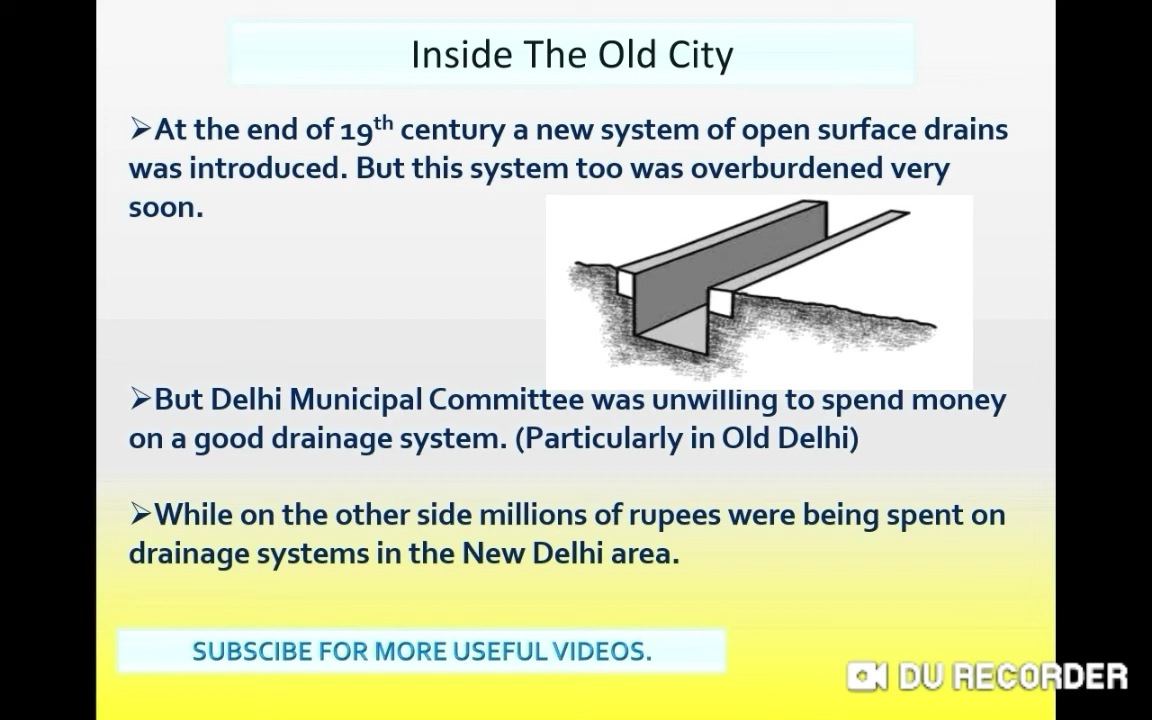 Inside The Old City
➢At the end of 19th century a new system of open surface drains
was introduced. But this system too was overburdened very
soon.
➢But Delhi Municipal Committee was unwilling to spend money
on a good drainage system. (Particularly in Old Delhi)
➢While on the other side millions of rupees were being spent on
drainage systems in the New Delhi area.
SUBSCIBE FOR MORE USEFUL VIDEOS.
DU RECORDER